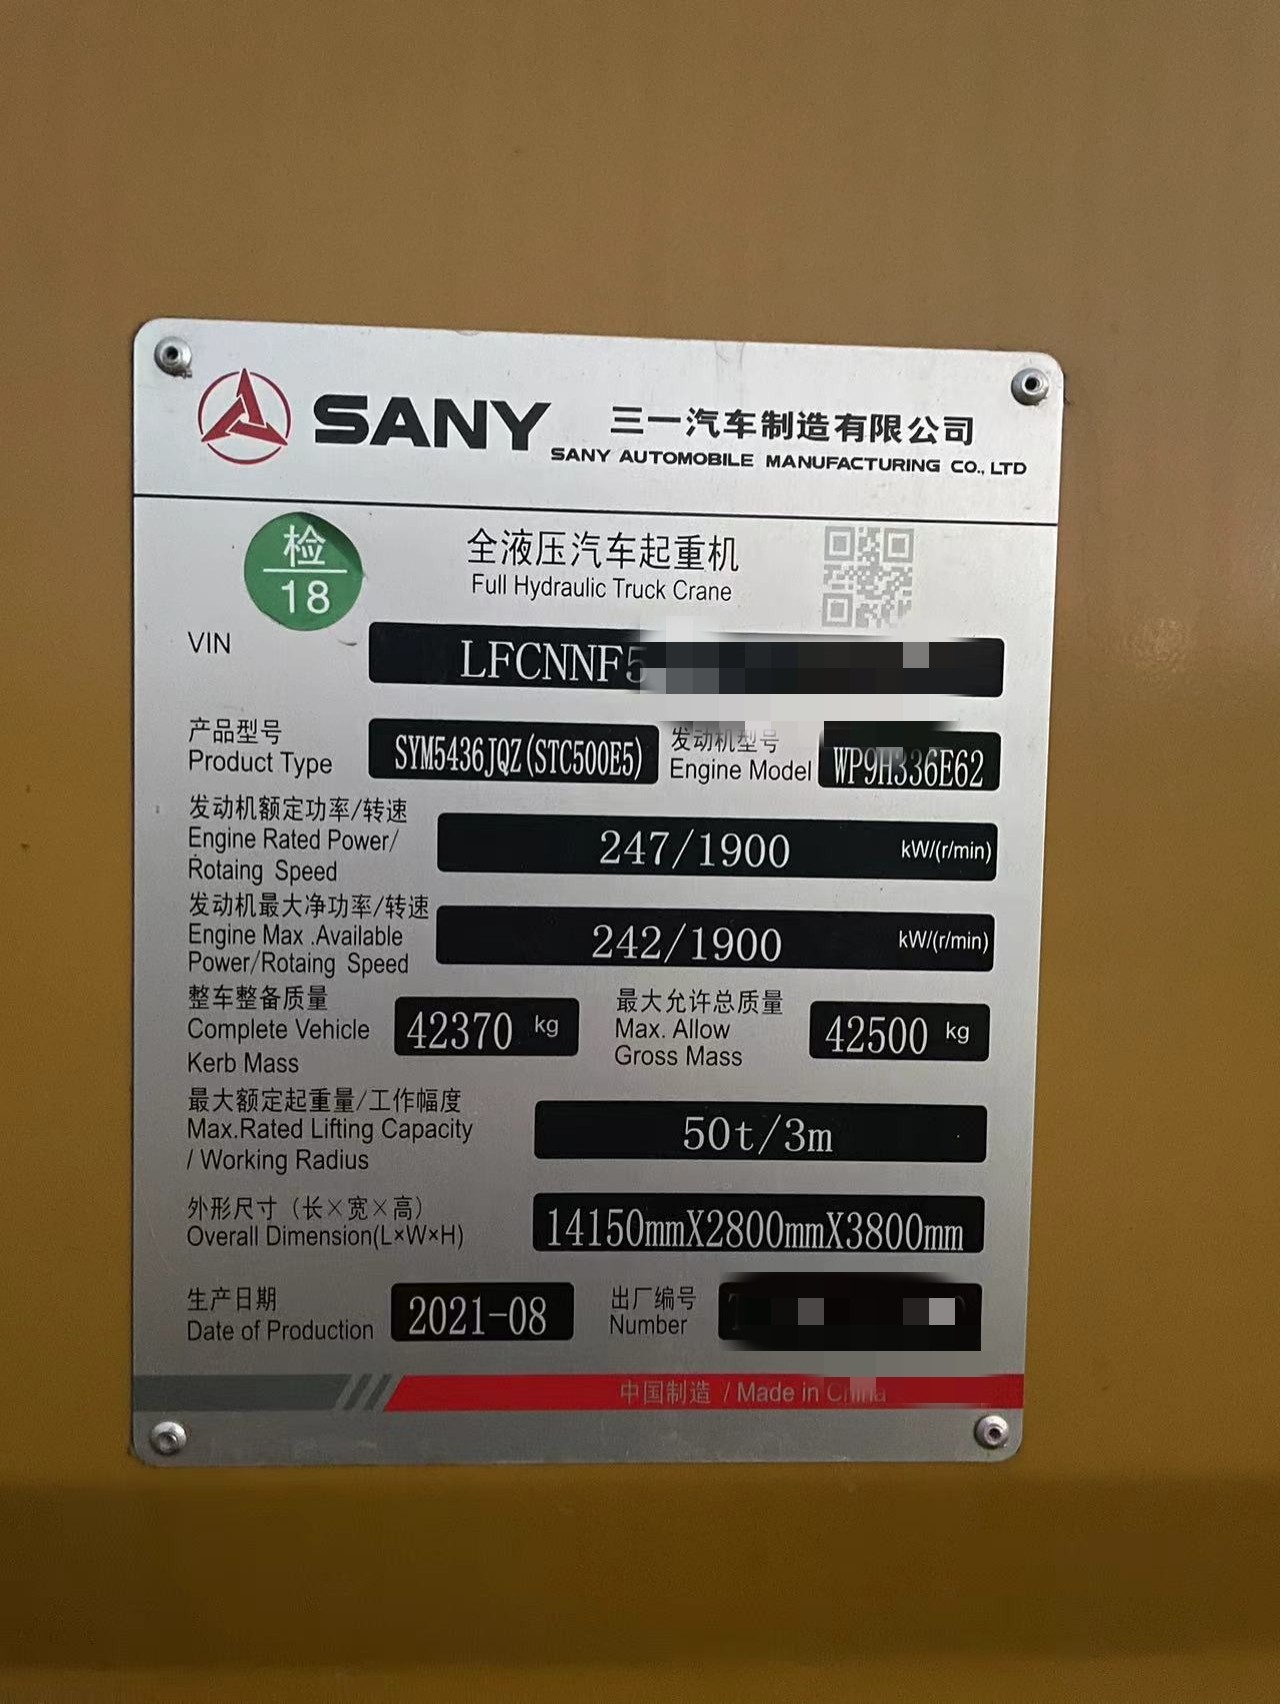 SANY 三一汽车制造有限公司
SANY AUTOMOBILE MANUFACTURING CO., LTD
检
18
全液压汽车起重机
Full Hydraulic Truck Crane
VIN LFCNNF5
产品型号 SYM5436JQZ(STC500E5) 发动机型号 WP9H336E62
Product Type Engine Model
发动机额定功率/转速
Engine Rated Power/ 247/1900 kW/(r/min)
Rotaing Speed
发动机最大净功率/转速
Engine Max .Available 242/1900 kW/(r/min)
Power/Rotaing Speed
整车整备质量 最大允许总质量
Complete Vehicle 42370 kg Max. Allow 42500 kg
Kerb Mass Gross Mass
最大额定起重量/工作幅度
Max.Rated Lifting Capacity 50t/3m
/ Working Radius
外形尺寸（长×宽×高）
Overall Dimension(L×W×H) 14150mmX2800mmX3800mm
生产日期 2021-08 出厂编号
Date of Production Number
中国制造 / Made in China